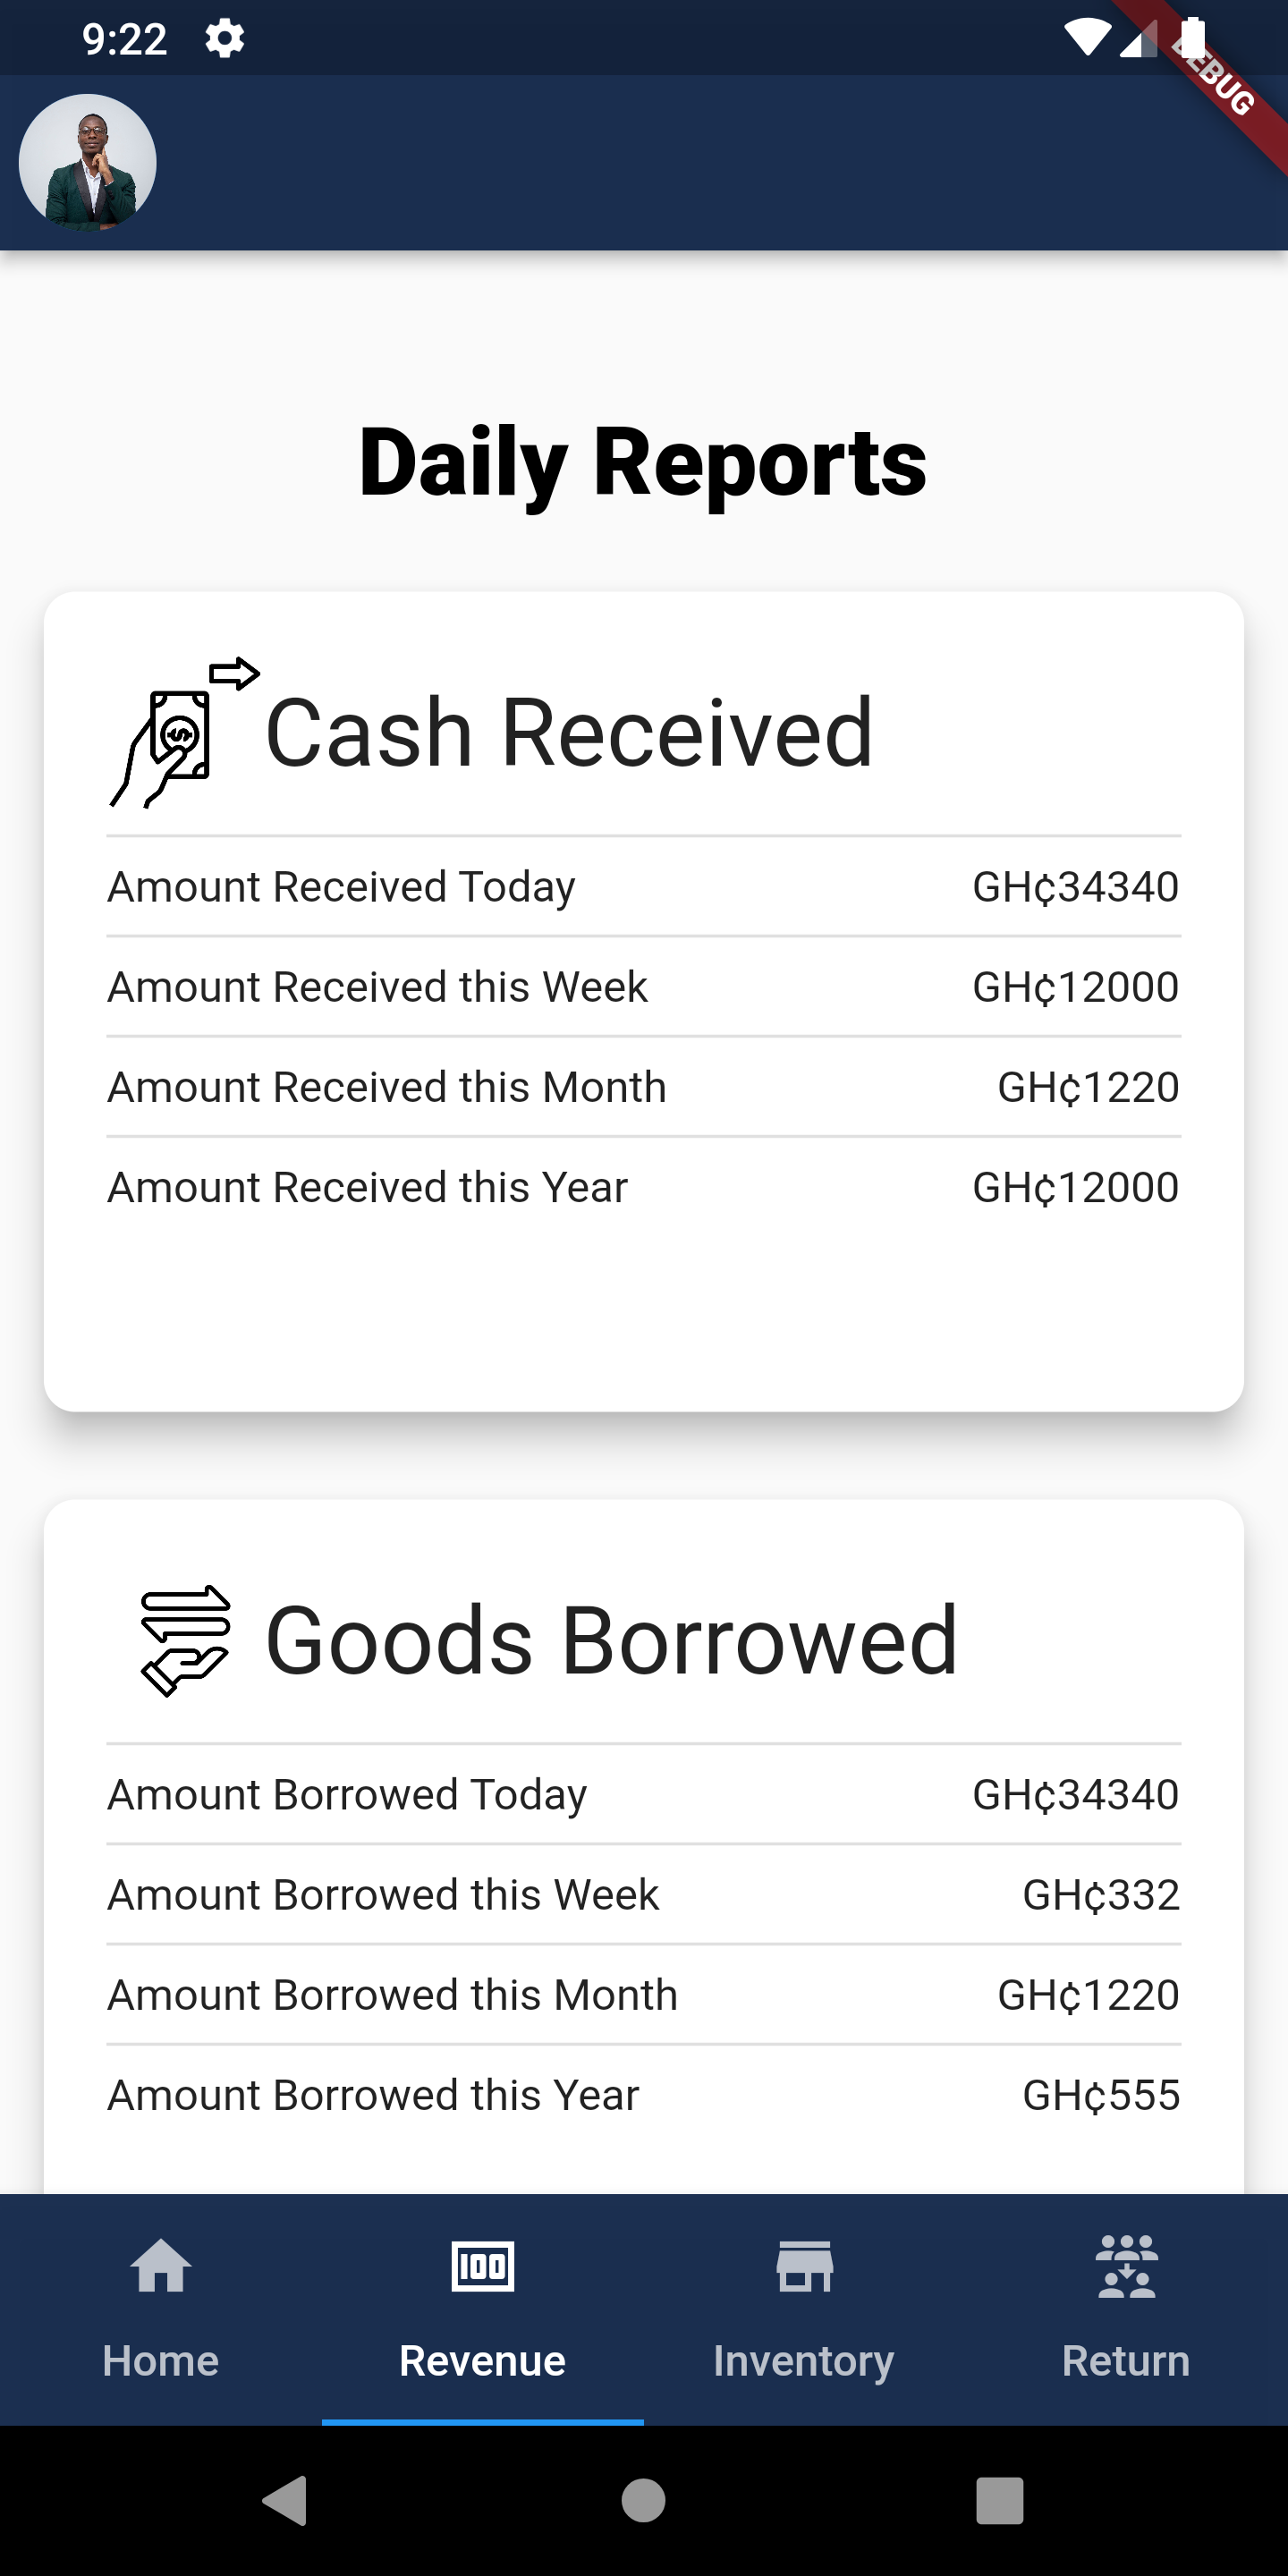 9:22
DEBUG
Daily Reports
Cash Received
Amount Received Today GH¢34340
Amount Received this Week GH¢12000
Amount Received this Month GH¢1220
Amount Received this Year GH¢12000
Goods Borrowed
Amount Borrowed Today GH¢34340
Amount Borrowed this Week GH¢332
Amount Borrowed this Month GH¢1220
Amount Borrowed this Year GH¢555
100
Home Revenue Inventory Return